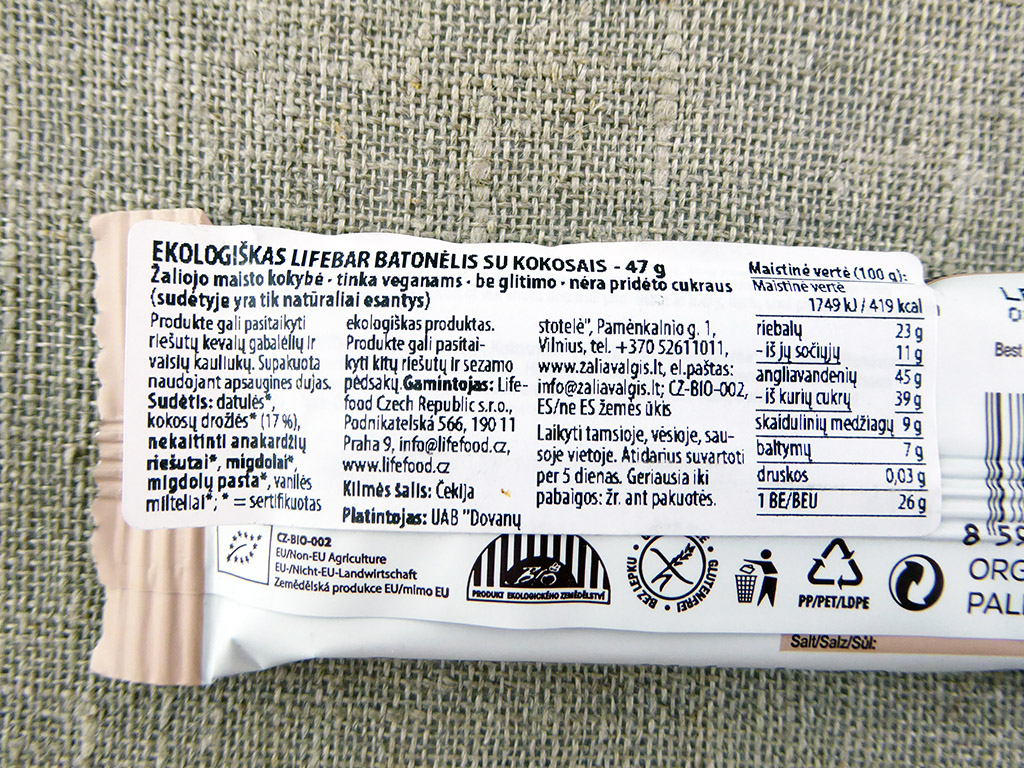 EKOLOGIŠKAS LIFEBAR BATONĖLIS SU KOKOSAIS - 47 g
Žaliojo maisto kokybė · tinka veganams · be glitimo · nėra pridėto cukraus
(sudėtyje yra tik natūraliai esantys)
Produkte gali pasitaikyti
riešutų kevalų gabalėlių ir
vaisių kauliukų. Supakuota
naudojant apsaugines dujas.
Sudėtis: datulės*,
kokosų drožlės* (17 %),
nekaitinti anakardžių
riešutai*, migdolai*,
migdolų pasta*, vanilės
milteliai*; * = sertifikuotas
ekologiškas produktas.
Produkte gali pasitai-
kyti kitų riešutų ir sezamo
pėdsakų. Gamintojas: Life-
food Czech Republic s.r.o.,
Podnikatelská 566, 190 11
Praha 9, info@lifefood.cz,
www.lifefood.cz
Kilmės šalis: Čekija
Platintojas: UAB "Dovanų
stotelė", Pamėnkalnio g. 1,
Vilnius, tel. +370 52611011,
www.zaliavalgis.lt, el.paštas:
info@zaliavalgis.lt; CZ-BIO-002,
ES/ne ES žemės ūkis
Laikyti tamsioje, vėsioje, sau-
soje vietoje. Atidarius suvartoti
per 5 dienas. Geriausia iki
pabaigos: žr. ant pakuotės.
Maistinė vertė (100 g):
Maistinė vertė
1749 kJ / 419 kcal
riebalų 23 g
- iš jų sočiųjų 11 g
angliavandenių 45 g
- iš kurių cukrų 39 g
skaidulinių medžiagų 9 g
baltymų 7 g
druskos 0,03 g
1 BE/BEU 26 g
Best
CZ-BIO-002
EU/Non-EU Agriculture
EU-/Nicht-EU-Landwirtschaft
Zemědělská produkce EU/mimo EU
BIO
PRODUKT EKOLOGICKÉHO ZEMĚDĚLSTVÍ
BEZ LEPKU · GLUTENFREI
PP/PET/LDPE
8 59
ORG
PALI
Salt/Salz/Sůl: